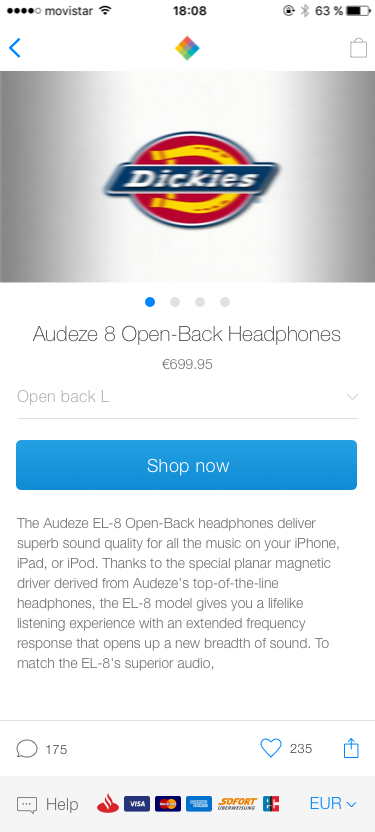 movistar 18:08 63 %
Dickies
Audeze 8 Open-Back Headphones
€699.95
Open back L
Shop now
The Audeze EL-8 Open-Back headphones deliver
superb sound quality for all the music on your iPhone,
iPad, or iPod. Thanks to the special planar magnetic
driver derived from Audeze's top-of-the-line
headphones, the EL-8 model gives you a lifelike
listening experience with an extended frequency
response that opens up a new breadth of sound. To
match the EL-8's superior audio,
175 235
Help VISA MasterCard SOFORT ÜBERWEISUNG EUR